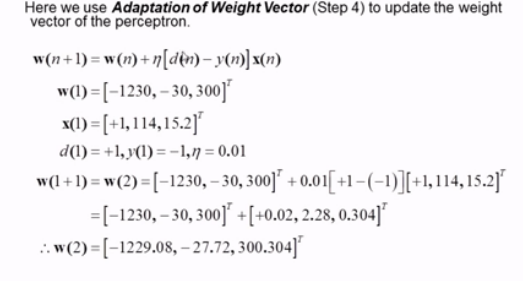 Here we use Adaptation of Weight Vector (Step 4) to update the weight
vector of the perceptron.
w(n+1) = w(n) + η[d(n) − y(n)]x(n)
w(1) = [−1230, −30, 300]^T
x(1) = [+1, 114, 15.2]^T
d(1) = +1, y(1) = −1, η = 0.01
w(1+1) = w(2) = [−1230, −30, 300]^T + 0.01[+1 − (−1)][+1, 114, 15.2]^T
= [−1230, −30, 300]^T + [+0.02, 2.28, 0.304]^T
∴ w(2) = [−1229.08, −27.72, 300.304]^T